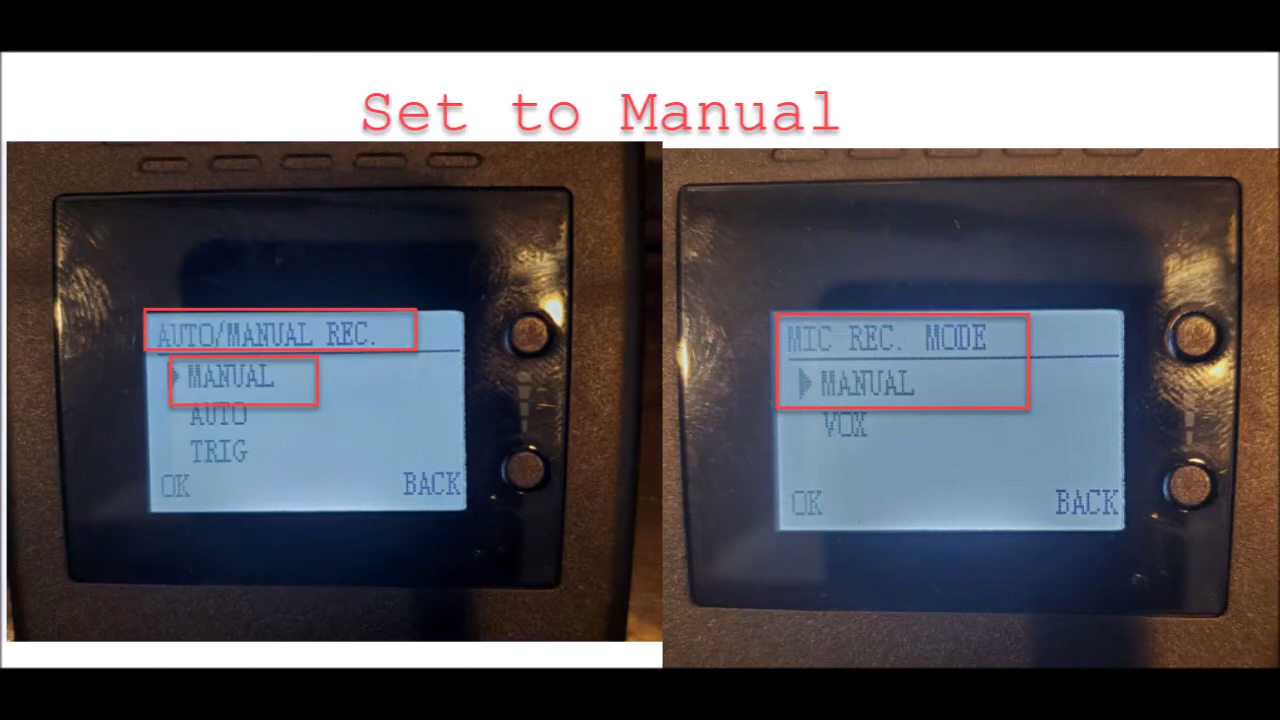 Set to Manual
AUTO/MANUAL REC.
MANUAL
AUTO
TRIG
OK BACK
MIC REC. MODE
MANUAL
VOX
OK BACK